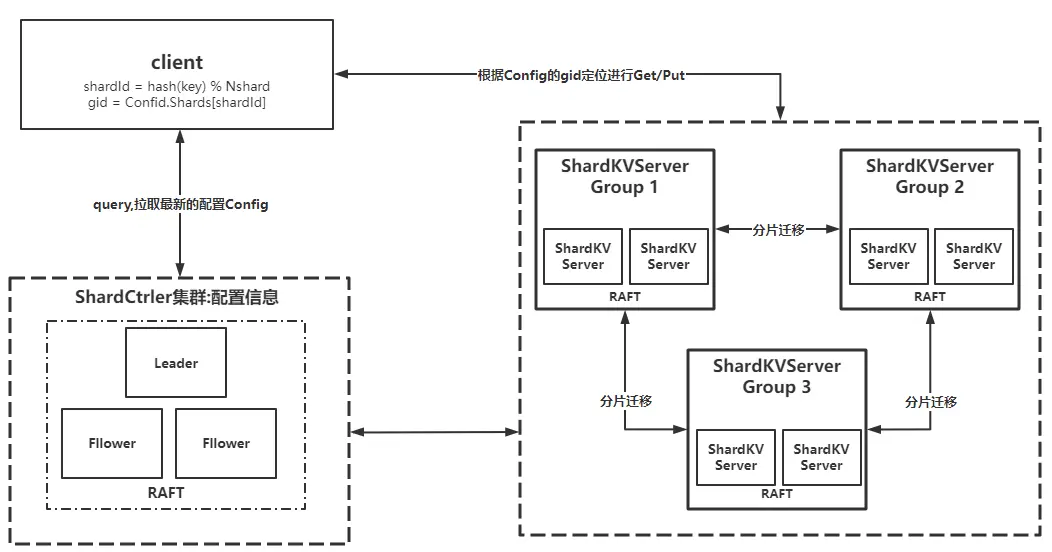 client
shardId = hash(key) % Nshard
gid = Confid.Shards[shardId]
根据Config的gid定位进行Get/Put
query,拉取最新的配置Config
ShardCtrler集群:配置信息
Leader
Fllower
Fllower
RAFT
ShardKVServer
Group 1
ShardKV
Server
ShardKV
Server
RAFT
分片迁移
ShardKVServer
Group 2
ShardKV
Server
ShardKV
Server
RAFT
分片迁移
分片迁移
ShardKVServer
Group 3
ShardKV
Server
ShardKV
Server
RAFT